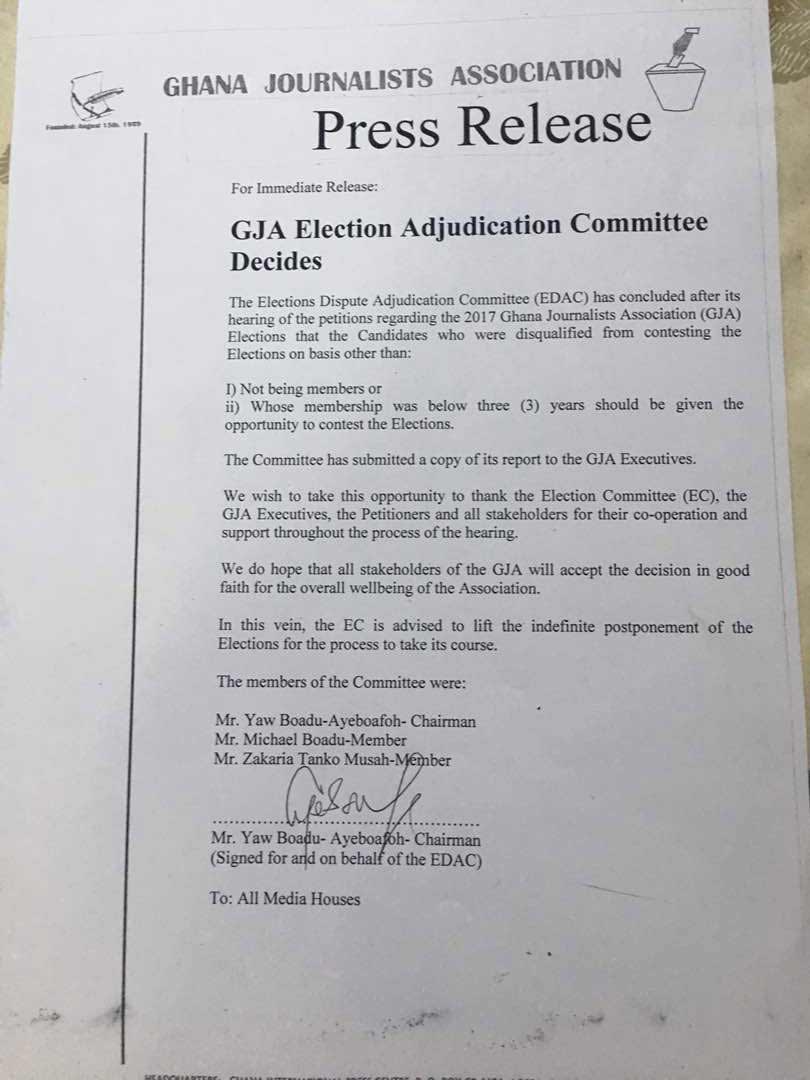 GHANA JOURNALISTS ASSOCIATION
Founded: August 15th, 1949
Press Release
For Immediate Release:
GJA Election Adjudication Committee
Decides
The Elections Dispute Adjudication Committee (EDAC) has concluded after its
hearing of the petitions regarding the 2017 Ghana Journalists Association (GJA)
Elections that the Candidates who were disqualified from contesting the
Elections on basis other than:
I) Not being members or
ii) Whose membership was below three (3) years should be given the
opportunity to contest the Elections.
The Committee has submitted a copy of its report to the GJA Executives.
We wish to take this opportunity to thank the Election Committee (EC), the
GJA Executives, the Petitioners and all stakeholders for their co-operation and
support throughout the process of the hearing.
We do hope that all stakeholders of the GJA will accept the decision in good
faith for the overall wellbeing of the Association.
In this vein, the EC is advised to lift the indefinite postponement of the
Elections for the process to take its course.
The members of the Committee were:
Mr. Yaw Boadu-Ayeboafoh- Chairman
Mr. Michael Boadu-Member
Mr. Zakaria Tanko Musah-Member
Mr. Yaw Boadu- Ayeboafoh- Chairman
(Signed for and on behalf of the EDAC)
To: All Media Houses